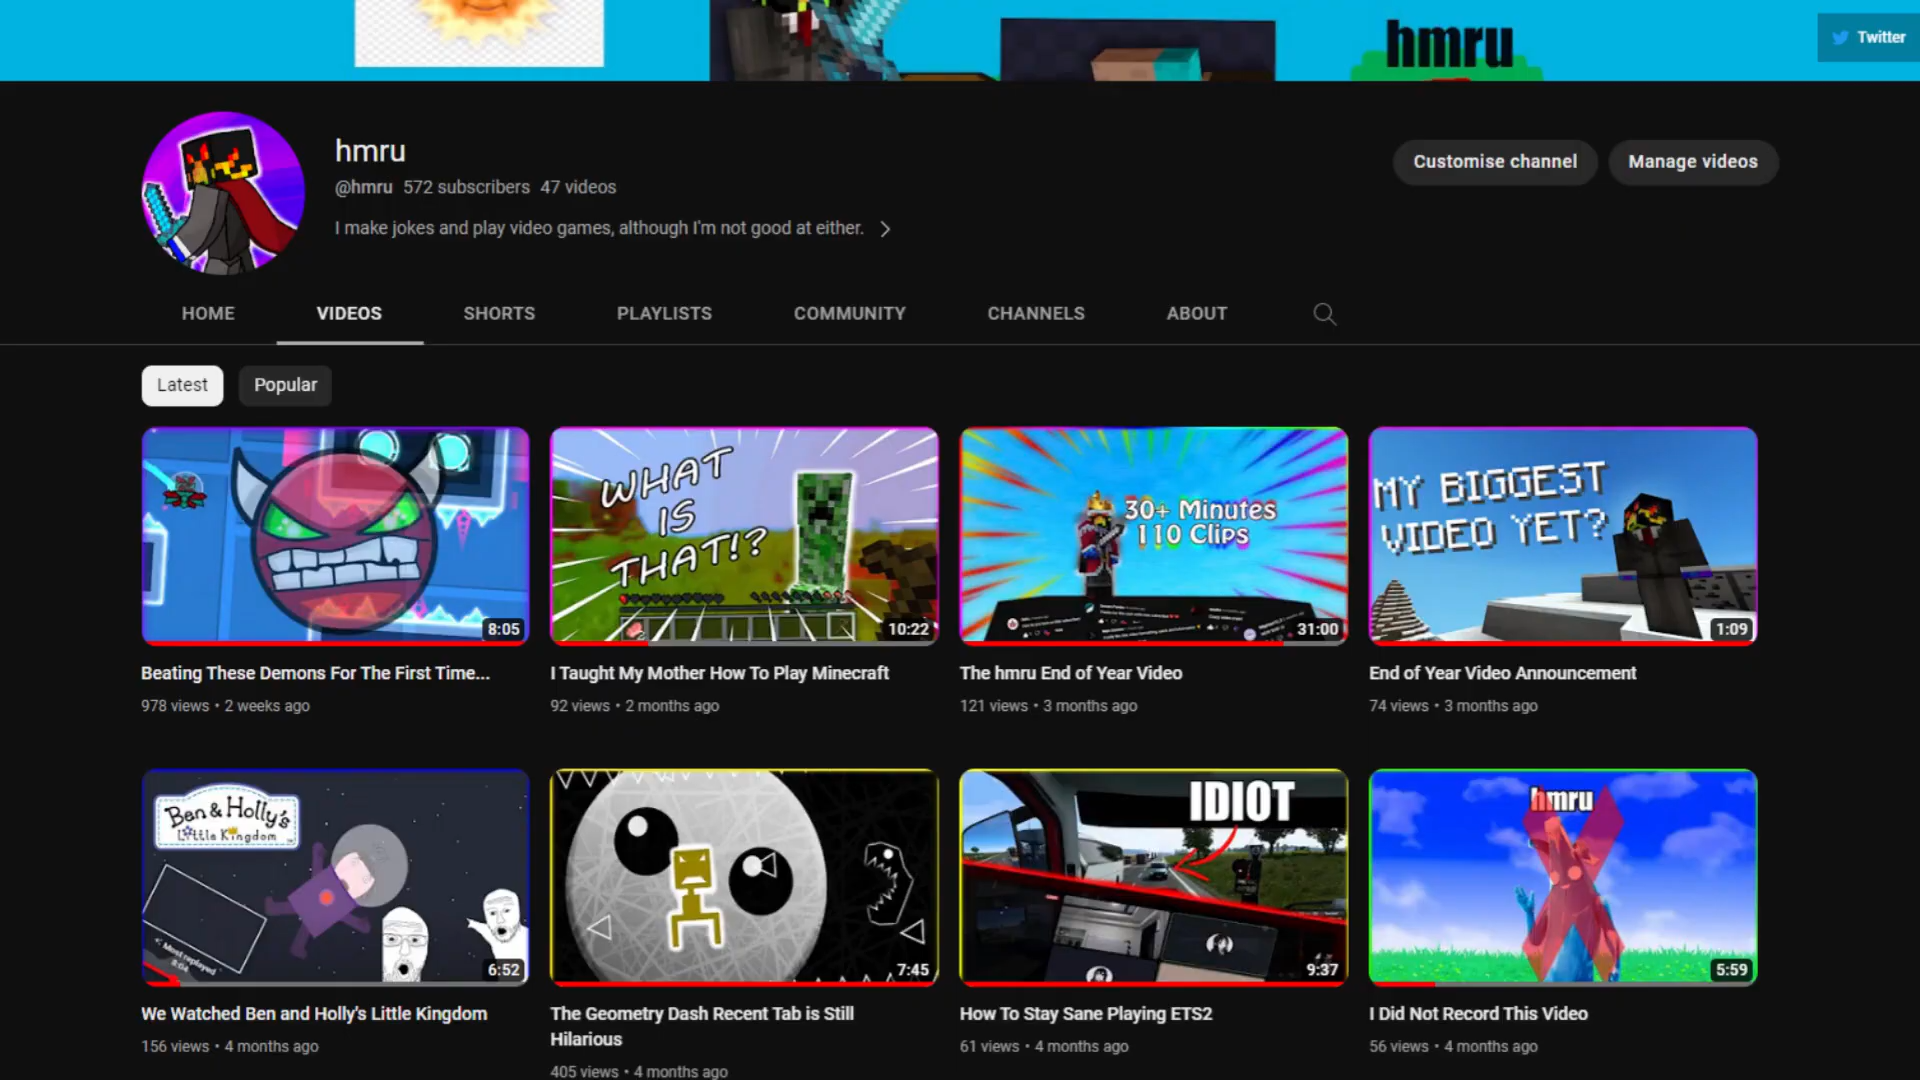 hmru
Twitter
hmru
@hmru 572 subscribers 47 videos
I make jokes and play video games, although I'm not good at either.
Customise channel
Manage videos
HOME
VIDEOS
SHORTS
PLAYLISTS
COMMUNITY
CHANNELS
ABOUT
Latest
Popular
8:05
WHAT
IS
THAT!?
10:22
30+ Minutes
110 Clips
31:00
MY BIGGEST
VIDEO YET?
1:09
Beating These Demons For The First Time...
978 views • 2 weeks ago
I Taught My Mother How To Play Minecraft
92 views • 2 months ago
The hmru End of Year Video
121 views • 3 months ago
End of Year Video Announcement
74 views • 3 months ago
Ben & Holly's
Little Kingdom
Most replayed
6:52
7:45
IDIOT
9:37
hmru
5:59
We Watched Ben and Holly's Little Kingdom
156 views • 4 months ago
The Geometry Dash Recent Tab is Still
Hilarious
405 views • 4 months ago
How To Stay Sane Playing ETS2
61 views • 4 months ago
I Did Not Record This Video
56 views • 4 months ago